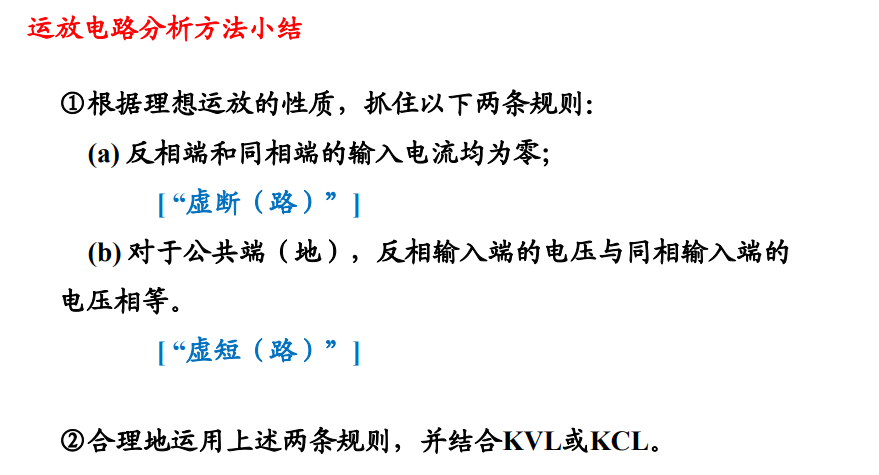 运放电路分析方法小结
①根据理想运放的性质，抓住以下两条规则：
(a) 反相端和同相端的输入电流均为零；
[ “虚断（路）” ]
(b) 对于公共端（地），反相输入端的电压与同相输入端的
电压相等。
[ “虚短（路）” ]
②合理地运用上述两条规则，并结合KVL或KCL。